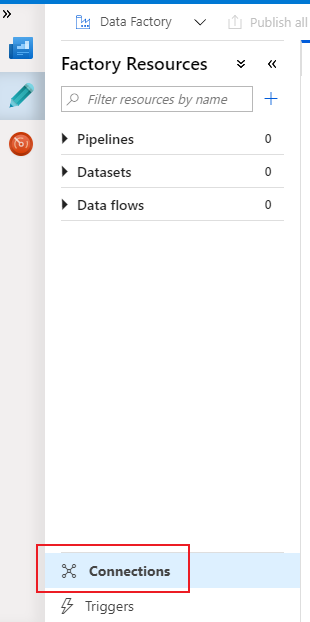 Data Factory
Publish all
Factory Resources
Filter resources by name
Pipelines 0
Datasets 0
Data flows 0
Connections
Triggers